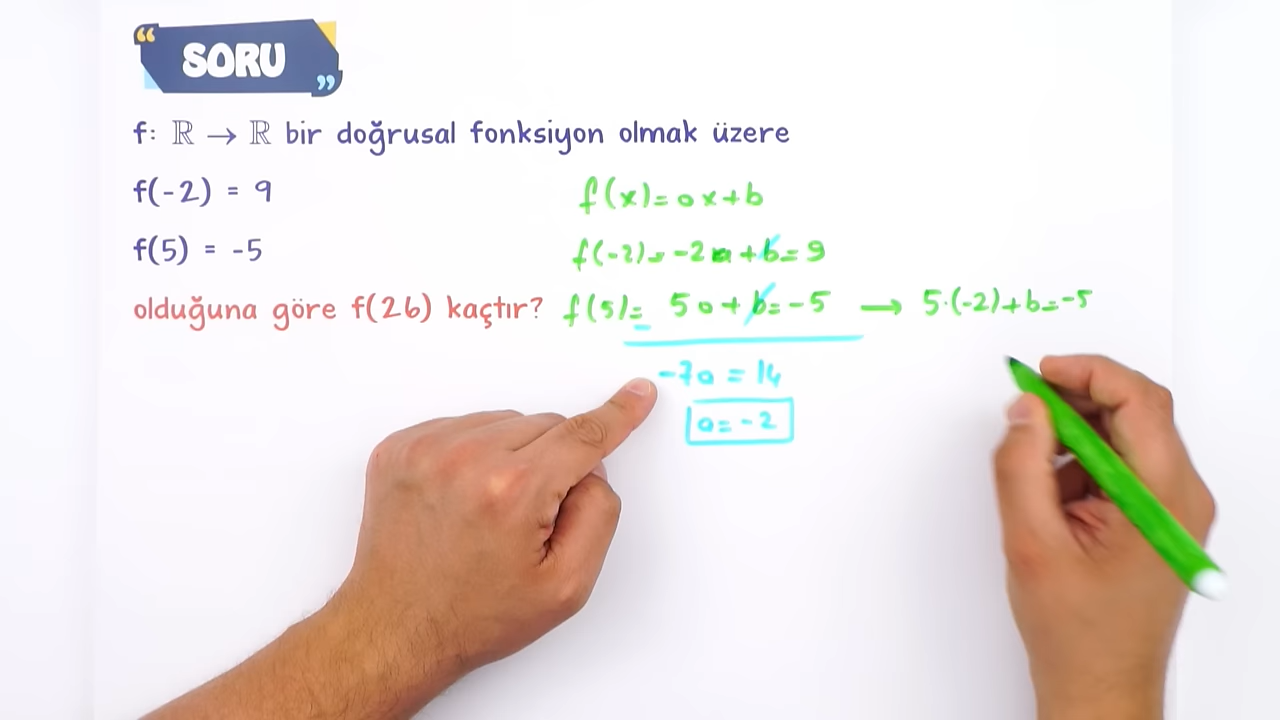 SORU
f: ℝ → ℝ bir doğrusal fonksiyon olmak üzere
f(-2) = 9
f(x)=ax+b
f(5) = -5
f(-2)=-2a+b=9
olduğuna göre f(26) kaçtır?
f(5)= 5a+b=-5 → 5·(-2)+b=-5
-7a = 14
a=-2